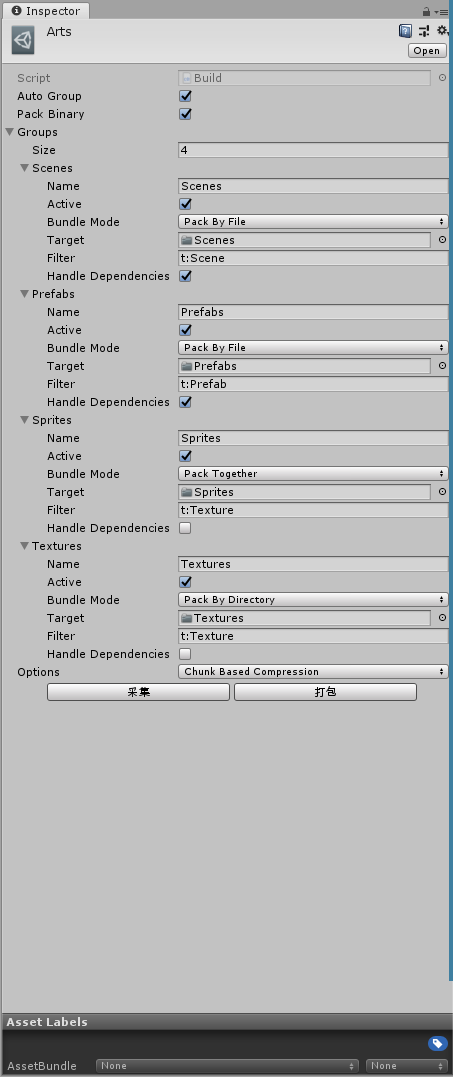 Inspector
Arts
Open
Script Build
Auto Group
Pack Binary
Groups
Size 4
Scenes
Name Scenes
Active
Bundle Mode Pack By File
Target Scenes
Filter t:Scene
Handle Dependencies
Prefabs
Name Prefabs
Active
Bundle Mode Pack By File
Target Prefabs
Filter t:Prefab
Handle Dependencies
Sprites
Name Sprites
Active
Bundle Mode Pack Together
Target Sprites
Filter t:Texture
Handle Dependencies
Textures
Name Textures
Active
Bundle Mode Pack By Directory
Target Textures
Filter t:Texture
Handle Dependencies
Options Chunk Based Compression
采集 打包
Asset Labels
AssetBundle None None